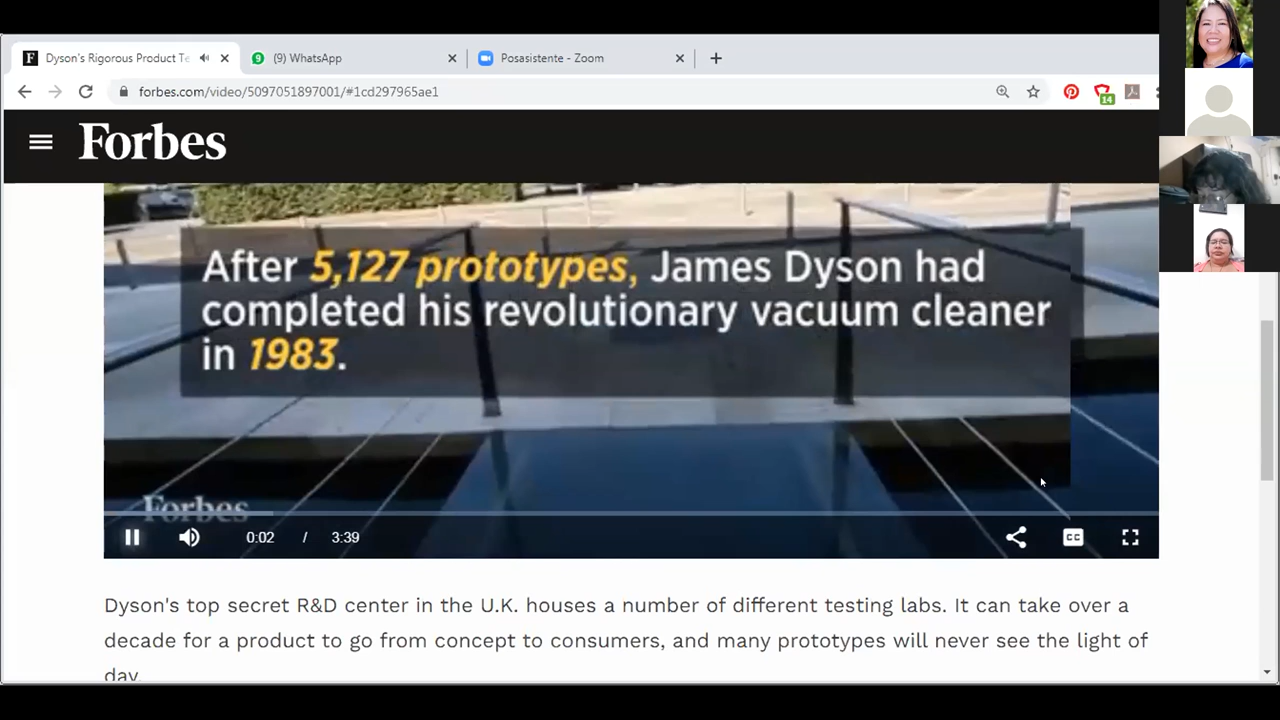 Dyson's Rigorous Product Te
(9) WhatsApp
Posasistente - Zoom
forbes.com/video/5097051897001/#1cd297965ae1
14
Forbes
After 5,127 prototypes, James Dyson had
completed his revolutionary vacuum cleaner
in 1983.
Forbes
0:02 / 3:39
CC
Dyson's top secret R&D center in the U.K. houses a number of different testing labs. It can take over a
decade for a product to go from concept to consumers, and many prototypes will never see the light of
day.